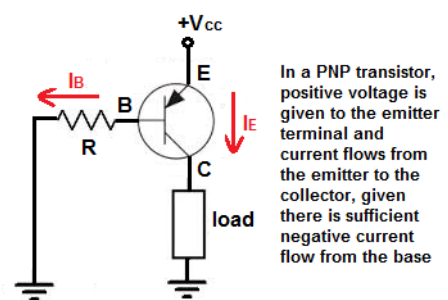 +Vcc
E
IB
B
IE
R
C
load
In a PNP transistor,
positive voltage is
given to the emitter
terminal and
current flows from
the emitter to the
collector, given
there is sufficient
negative current
flow from the base